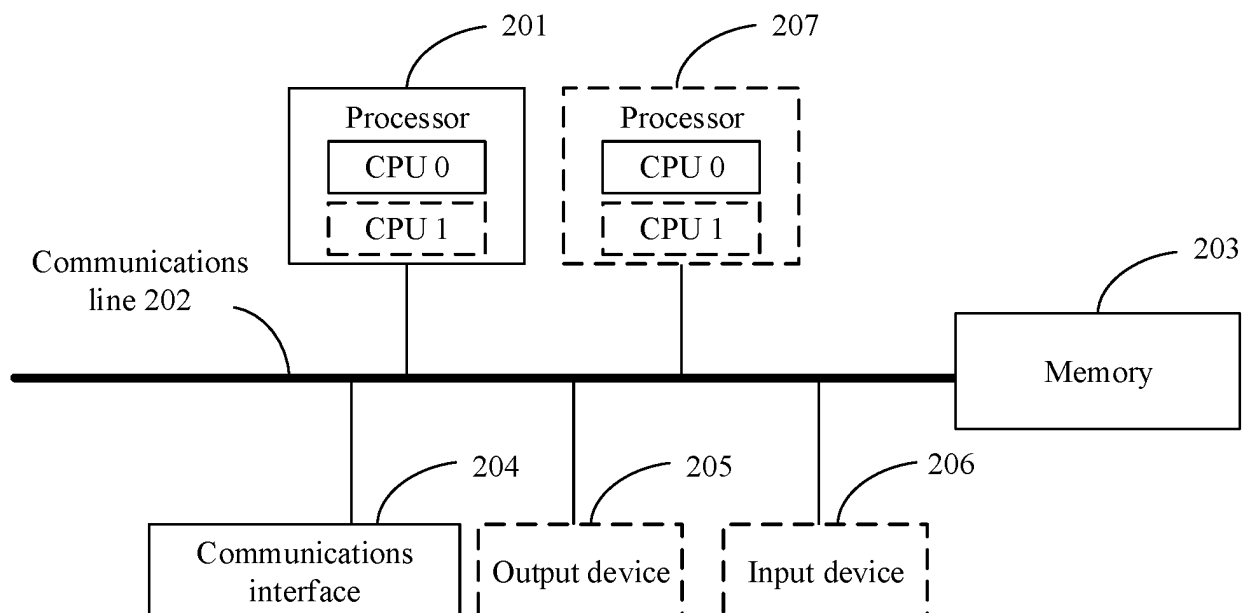 201
207
Processor
CPU 0
CPU 1
Processor
CPU 0
CPU 1
Communications
line 202
203
Memory
204
205
206
Communications
interface
Output device
Input device